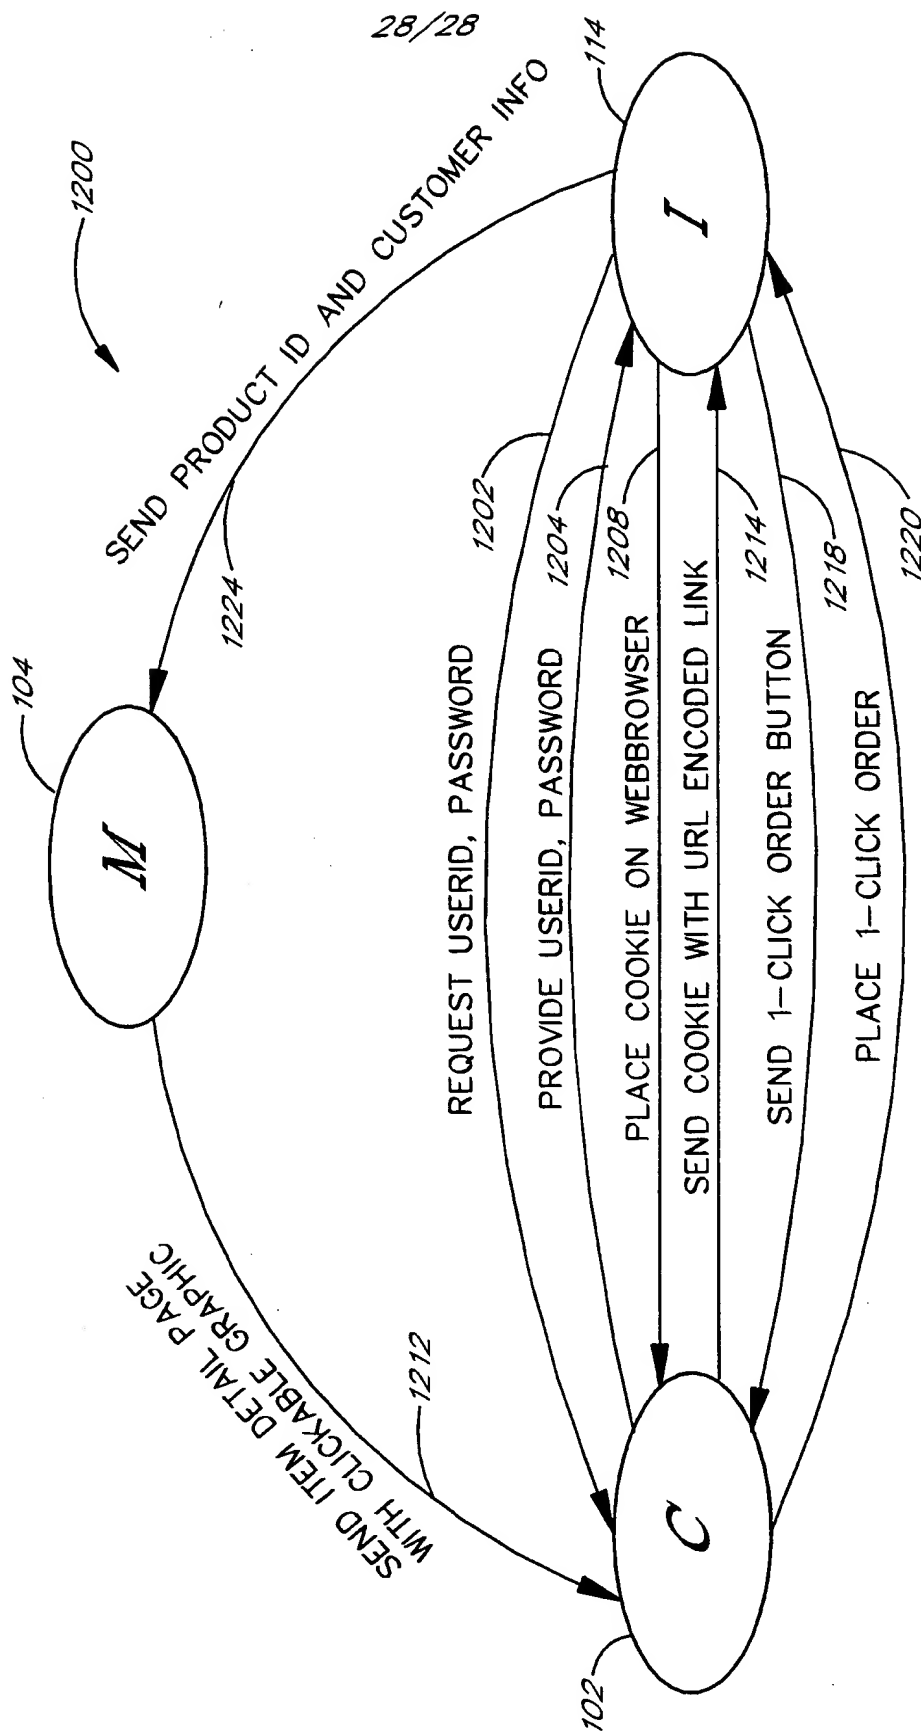 28/28
1200
104
M
SEND PRODUCT ID AND CUSTOMER INFO
1224
SEND ITEM DETAIL PAGE
WITH CLICKABLE GRAPHIC
1212
114
I
102
C
REQUEST USERID, PASSWORD
1202
PROVIDE USERID, PASSWORD
1204
PLACE COOKIE ON WEBBROWSER
1208
SEND COOKIE WITH URL ENCODED LINK
1214
SEND 1–CLICK ORDER BUTTON
1218
PLACE 1–CLICK ORDER
1220